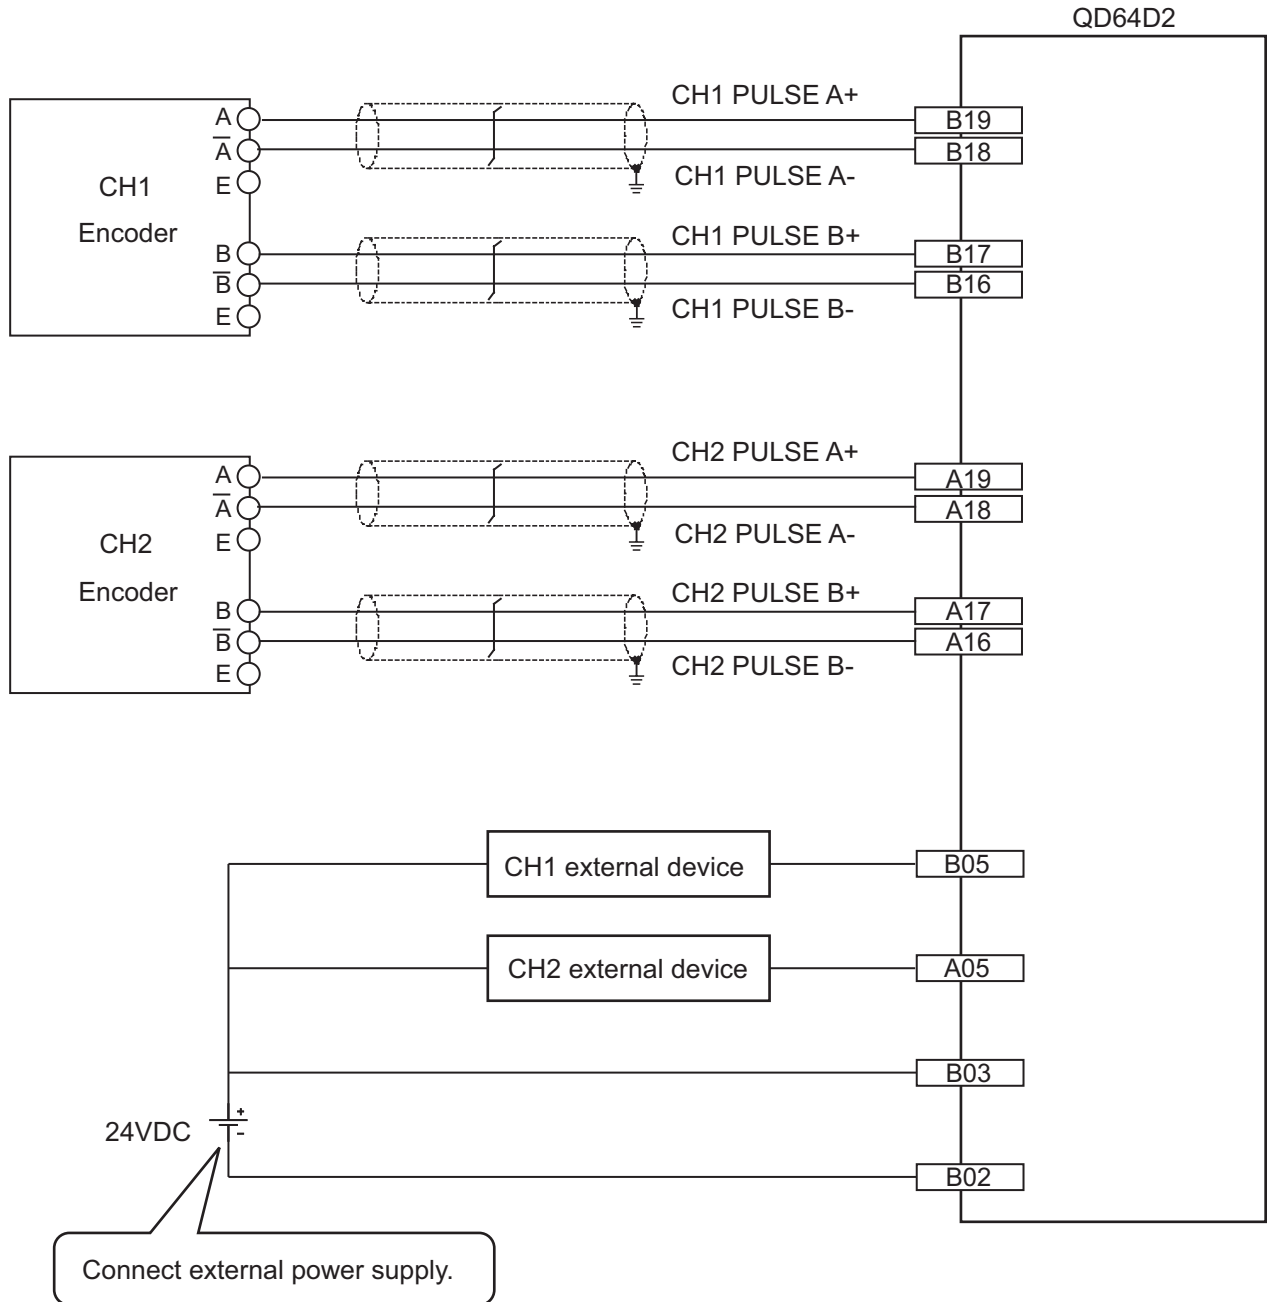 QD64D2
CH1 PULSE A+
A
B19
A̅
B18
E
CH1 PULSE A-
CH1
Encoder
CH1 PULSE B+
B
B17
B̅
B16
E
CH1 PULSE B-
CH2 PULSE A+
A
A19
A̅
A18
E
CH2 PULSE A-
CH2
Encoder
CH2 PULSE B+
B
A17
B̅
A16
E
CH2 PULSE B-
CH1 external device
B05
CH2 external device
A05
B03
+
24VDC
-
B02
Connect external power supply.